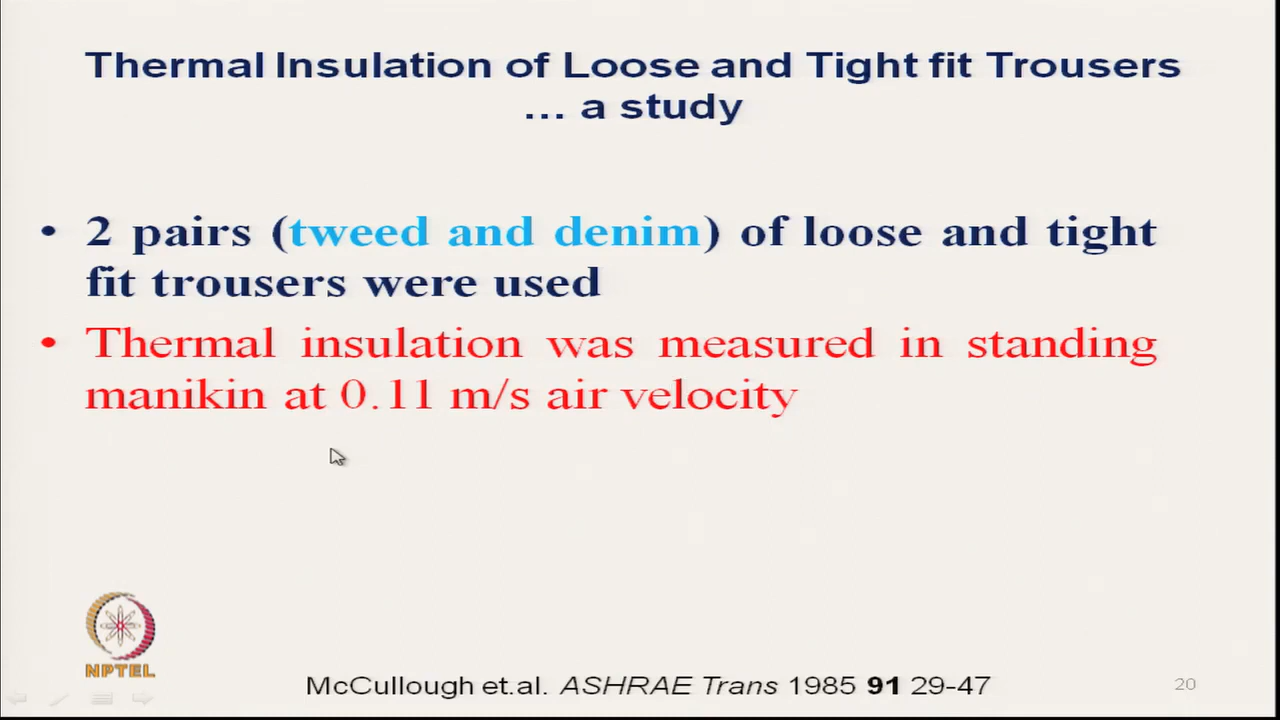 Thermal Insulation of Loose and Tight fit Trousers
... a study
• 2 pairs (tweed and denim) of loose and tight
fit trousers were used
• Thermal insulation was measured in standing
manikin at 0.11 m/s air velocity
NPTEL
McCullough et.al. ASHRAE Trans 1985 91 29-47
20